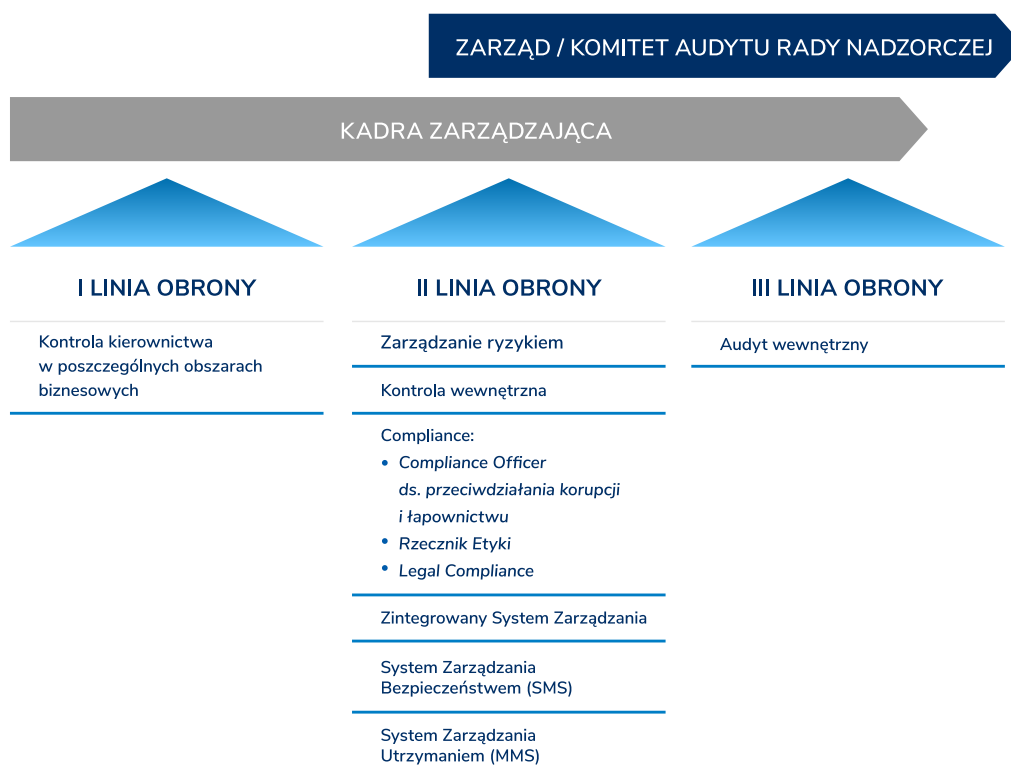 ZARZĄD / KOMITET AUDYTU RADY NADZORCZEJ
KADRA ZARZĄDZAJĄCA
I LINIA OBRONY
Kontrola kierownictwa
w poszczególnych obszarach
biznesowych
II LINIA OBRONY
Zarządzanie ryzykiem
Kontrola wewnętrzna
Compliance:
• Compliance Officer
ds. przeciwdziałania korupcji
i łapownictwu
• Rzecznik Etyki
• Legal Compliance
Zintegrowany System Zarządzania
System Zarządzania
Bezpieczeństwem (SMS)
System Zarządzania
Utrzymaniem (MMS)
III LINIA OBRONY
Audyt wewnętrzny